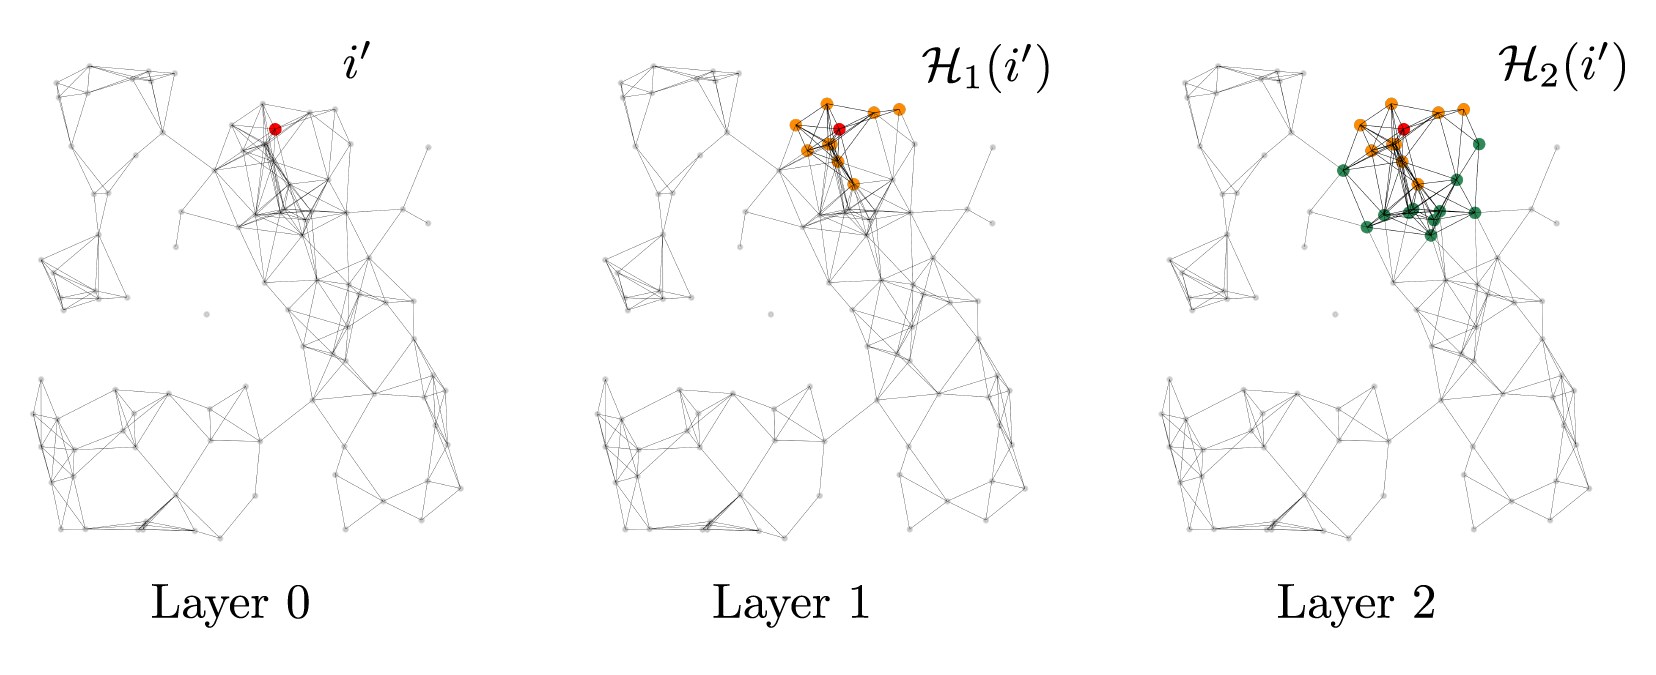 i′
ℋ₁(i′)
ℋ₂(i′)
Layer 0
Layer 1
Layer 2